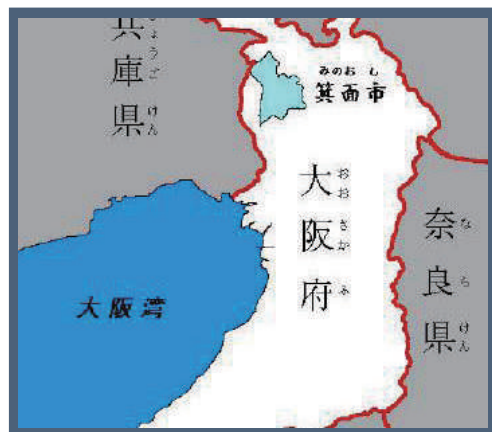 兵庫県
ょうごけん
みのおし
箕面市
大阪府
おおさかふ
奈良県
ならけん
大阪湾